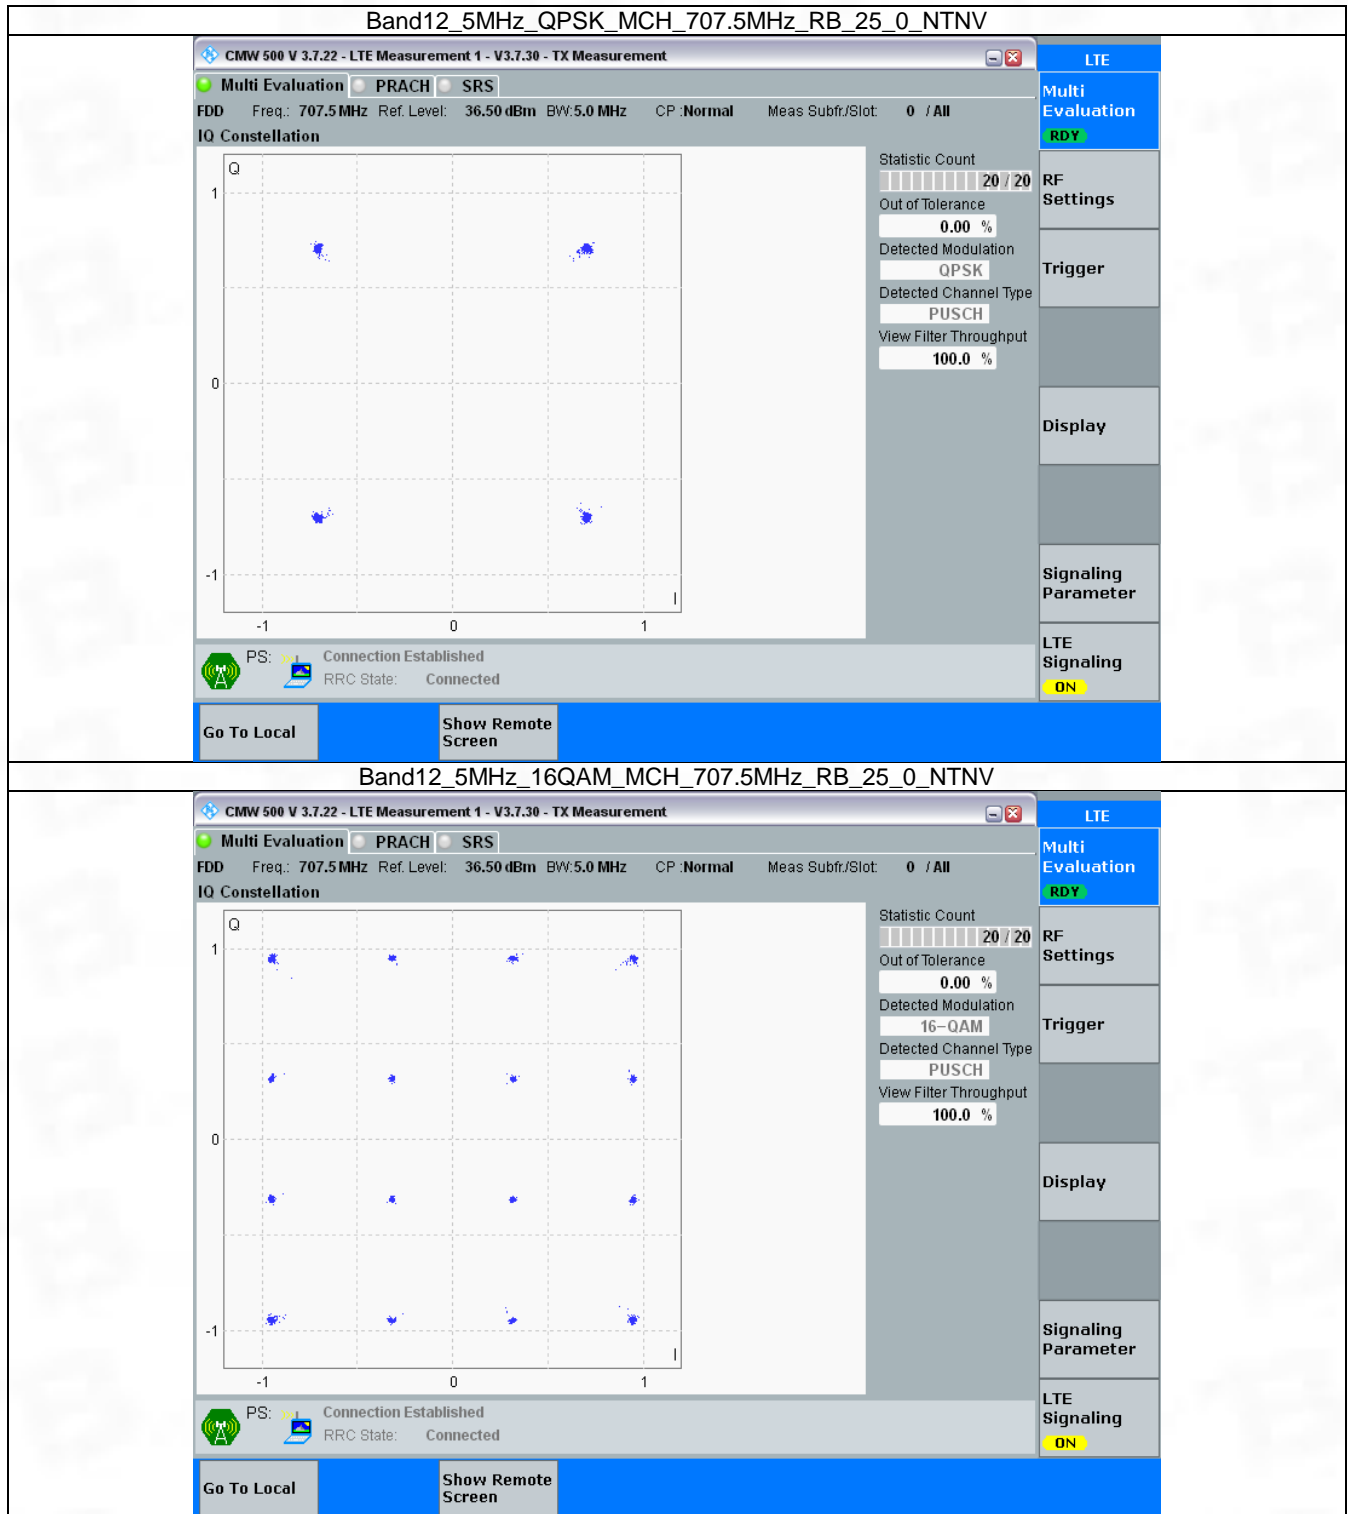 Band12_5MHz_QPSK_MCH_707.5MHz_RB_25_0_NTNV
CMW 500 V 3.7.22 - LTE Measurement 1 - V3.7.30 - TX Measurement
LTE
Multi Evaluation PRACH SRS
FDD Freq.: 707.5 MHz Ref. Level: 36.50 dBm BW: 5.0 MHz CP : Normal Meas Subfr./Slot: 0 / All
IQ Constellation
Multi
Evaluation
RDY
Q
1
0
-1
I
-1 0 1
Statistic Count
20 / 20
Out of Tolerance
0.00 %
Detected Modulation
QPSK
Detected Channel Type
PUSCH
View Filter Throughput
100.0 %
RF
Settings
Trigger
Display
Signaling
Parameter
LTE
Signaling
ON
PS: Connection Established
RRC State: Connected
Go To Local
Show Remote
Screen
Band12_5MHz_16QAM_MCH_707.5MHz_RB_25_0_NTNV
CMW 500 V 3.7.22 - LTE Measurement 1 - V3.7.30 - TX Measurement
LTE
Multi Evaluation PRACH SRS
FDD Freq.: 707.5 MHz Ref. Level: 36.50 dBm BW: 5.0 MHz CP : Normal Meas Subfr./Slot: 0 / All
IQ Constellation
Multi
Evaluation
RDY
Q
1
0
-1
I
-1 0 1
Statistic Count
20 / 20
Out of Tolerance
0.00 %
Detected Modulation
16-QAM
Detected Channel Type
PUSCH
View Filter Throughput
100.0 %
RF
Settings
Trigger
Display
Signaling
Parameter
LTE
Signaling
ON
PS: Connection Established
RRC State: Connected
Go To Local
Show Remote
Screen